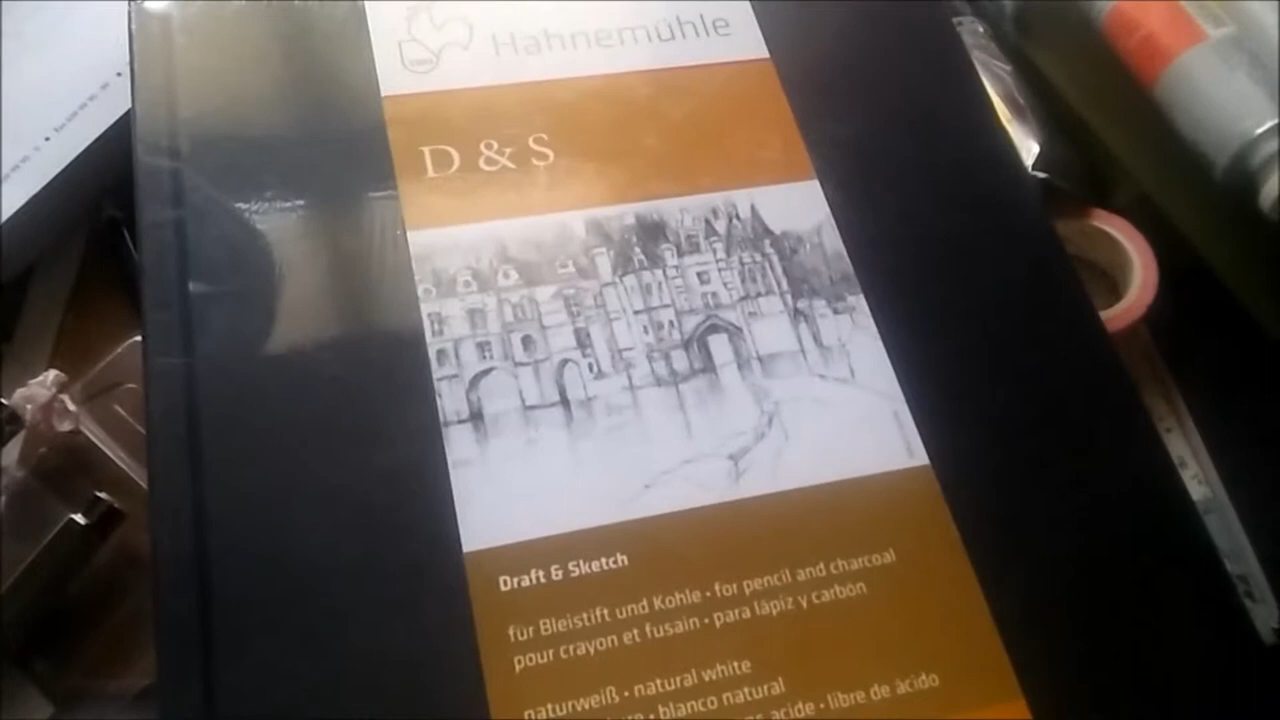 Hahnemühle
D & S
Draft & Sketch
für Bleistift und Kohle • for pencil and charcoal
pour crayon et fusain • para lápiz y carbón
naturweiß • natural white
• blanco natural
acide • libre de ácido